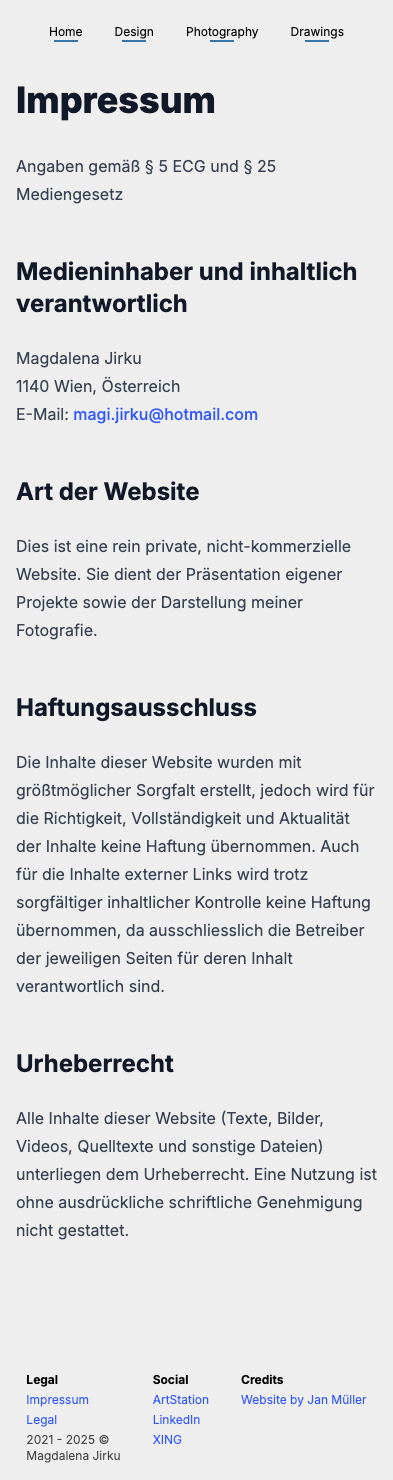 Home Design Photography Drawings
Impressum
Angaben gemäß § 5 ECG und § 25
Mediengesetz
Medieninhaber und inhaltlich
verantwortlich
Magdalena Jirku
1140 Wien, Österreich
E-Mail: magi.jirku@hotmail.com
Art der Website
Dies ist eine rein private, nicht-kommerzielle
Website. Sie dient der Präsentation eigener
Projekte sowie der Darstellung meiner
Fotografie.
Haftungsausschluss
Die Inhalte dieser Website wurden mit
größtmöglicher Sorgfalt erstellt, jedoch wird für
die Richtigkeit, Vollständigkeit und Aktualität
der Inhalte keine Haftung übernommen. Auch
für die Inhalte externer Links wird trotz
sorgfältiger inhaltlicher Kontrolle keine Haftung
übernommen, da ausschliesslich die Betreiber
der jeweiligen Seiten für deren Inhalt
verantwortlich sind.
Urheberrecht
Alle Inhalte dieser Website (Texte, Bilder,
Videos, Quelltexte und sonstige Dateien)
unterliegen dem Urheberrecht. Eine Nutzung ist
ohne ausdrückliche schriftliche Genehmigung
nicht gestattet.
Legal
Impressum
Legal
2021 - 2025 ©
Magdalena Jirku
Social
ArtStation
LinkedIn
XING
Credits
Website by Jan Müller